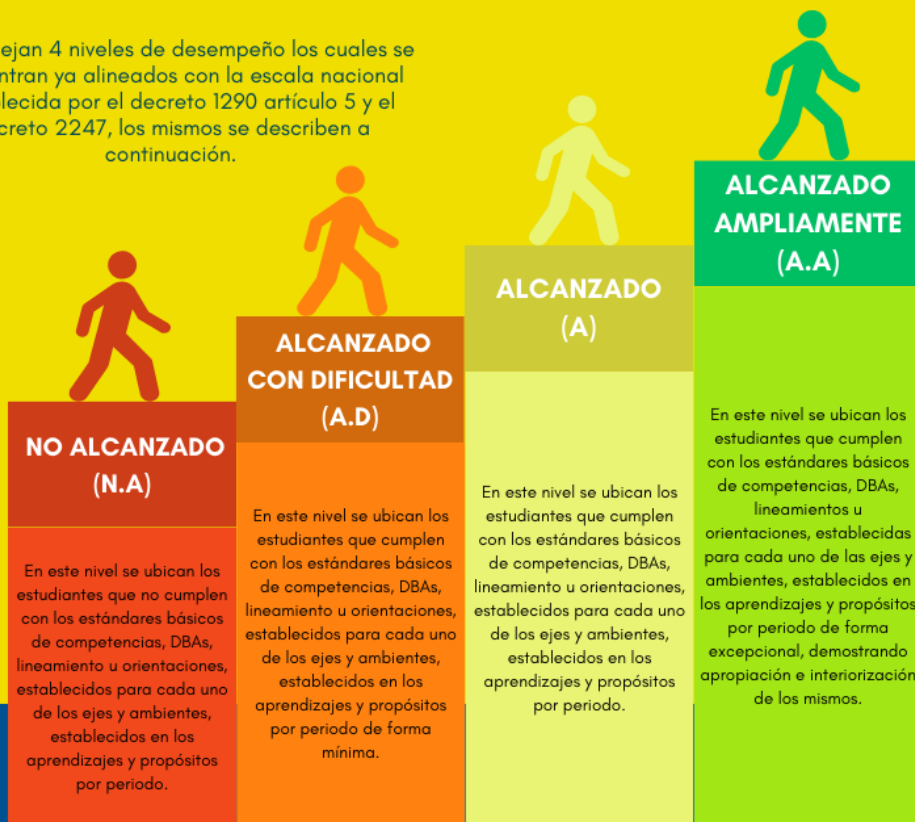 ejan 4 niveles de desempeño los cuales se
ntran ya alineados con la escala nacional
lecida por el decreto 1290 artículo 5 y el
creto 2247, los mismos se describen a
continuación.
NO ALCANZADO
(N.A)
En este nivel se ubican los
estudiantes que no cumplen
con los estándares básicos
de competencias, DBAs,
lineamiento u orientaciones,
establecidos para cada uno
de los ejes y ambientes,
establecidos en los
aprendizajes y propósitos
por periodo.
ALCANZADO
CON DIFICULTAD
(A.D)
En este nivel se ubican los
estudiantes que cumplen
con los estándares básicos
de competencias, DBAs,
lineamiento u orientaciones,
establecidos para cada uno
de los ejes y ambientes,
establecidos en los
aprendizajes y propósitos
por periodo de forma
mínima.
ALCANZADO
(A)
En este nivel se ubican los
estudiantes que cumplen
con los estándares básicos
de competencias, DBAs,
lineamiento u orientaciones,
establecidos para cada uno
de los ejes y ambientes,
establecidos en los
aprendizajes y propósitos
por periodo.
ALCANZADO
AMPLIAMENTE
(A.A)
En este nivel se ubican los
estudiantes que cumplen
con los estándares básicos
de competencias, DBAs,
lineamientos u
orientaciones, establecidas
para cada uno de las ejes y
ambientes, establecidos en
los aprendizajes y propósitos
por periodo de forma
excepcional, demostrando
apropiación e interiorización
de los mismos.